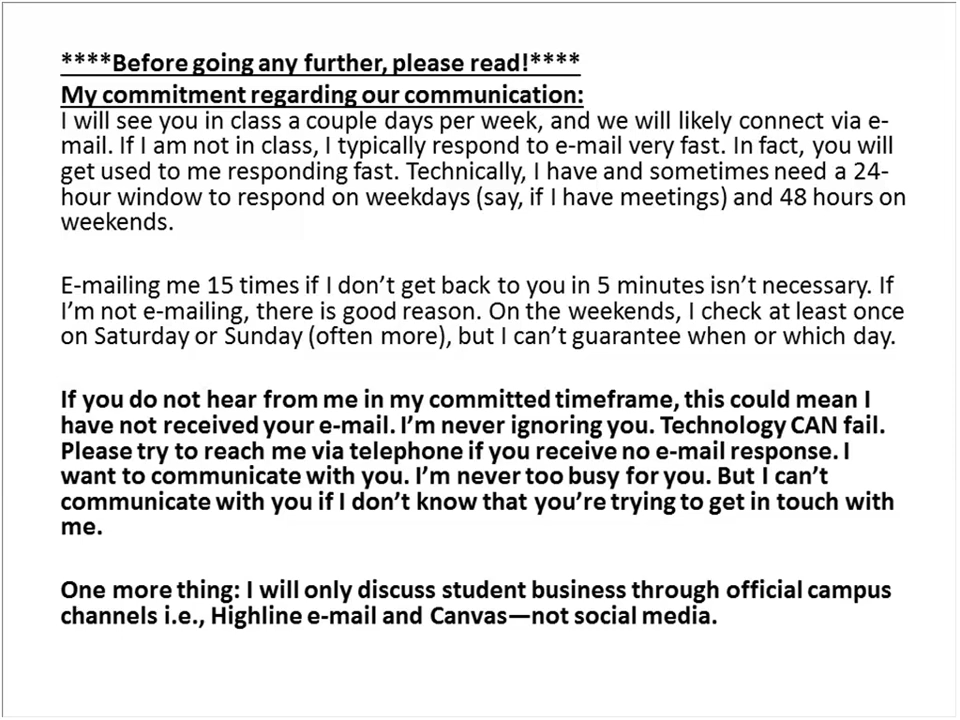 ****Before going any further, please read!****
My commitment regarding our communication:
I will see you in class a couple days per week, and we will likely connect via e-
mail. If I am not in class, I typically respond to e-mail very fast. In fact, you will
get used to me responding fast. Technically, I have and sometimes need a 24-
hour window to respond on weekdays (say, if I have meetings) and 48 hours on
weekends.
E-mailing me 15 times if I don’t get back to you in 5 minutes isn’t necessary. If
I’m not e-mailing, there is good reason. On the weekends, I check at least once
on Saturday or Sunday (often more), but I can’t guarantee when or which day.
If you do not hear from me in my committed timeframe, this could mean I
have not received your e-mail. I’m never ignoring you. Technology CAN fail.
Please try to reach me via telephone if you receive no e-mail response. I
want to communicate with you. I’m never too busy for you. But I can’t
communicate with you if I don’t know that you’re trying to get in touch with
me.
One more thing: I will only discuss student business through official campus
channels i.e., Highline e-mail and Canvas—not social media.